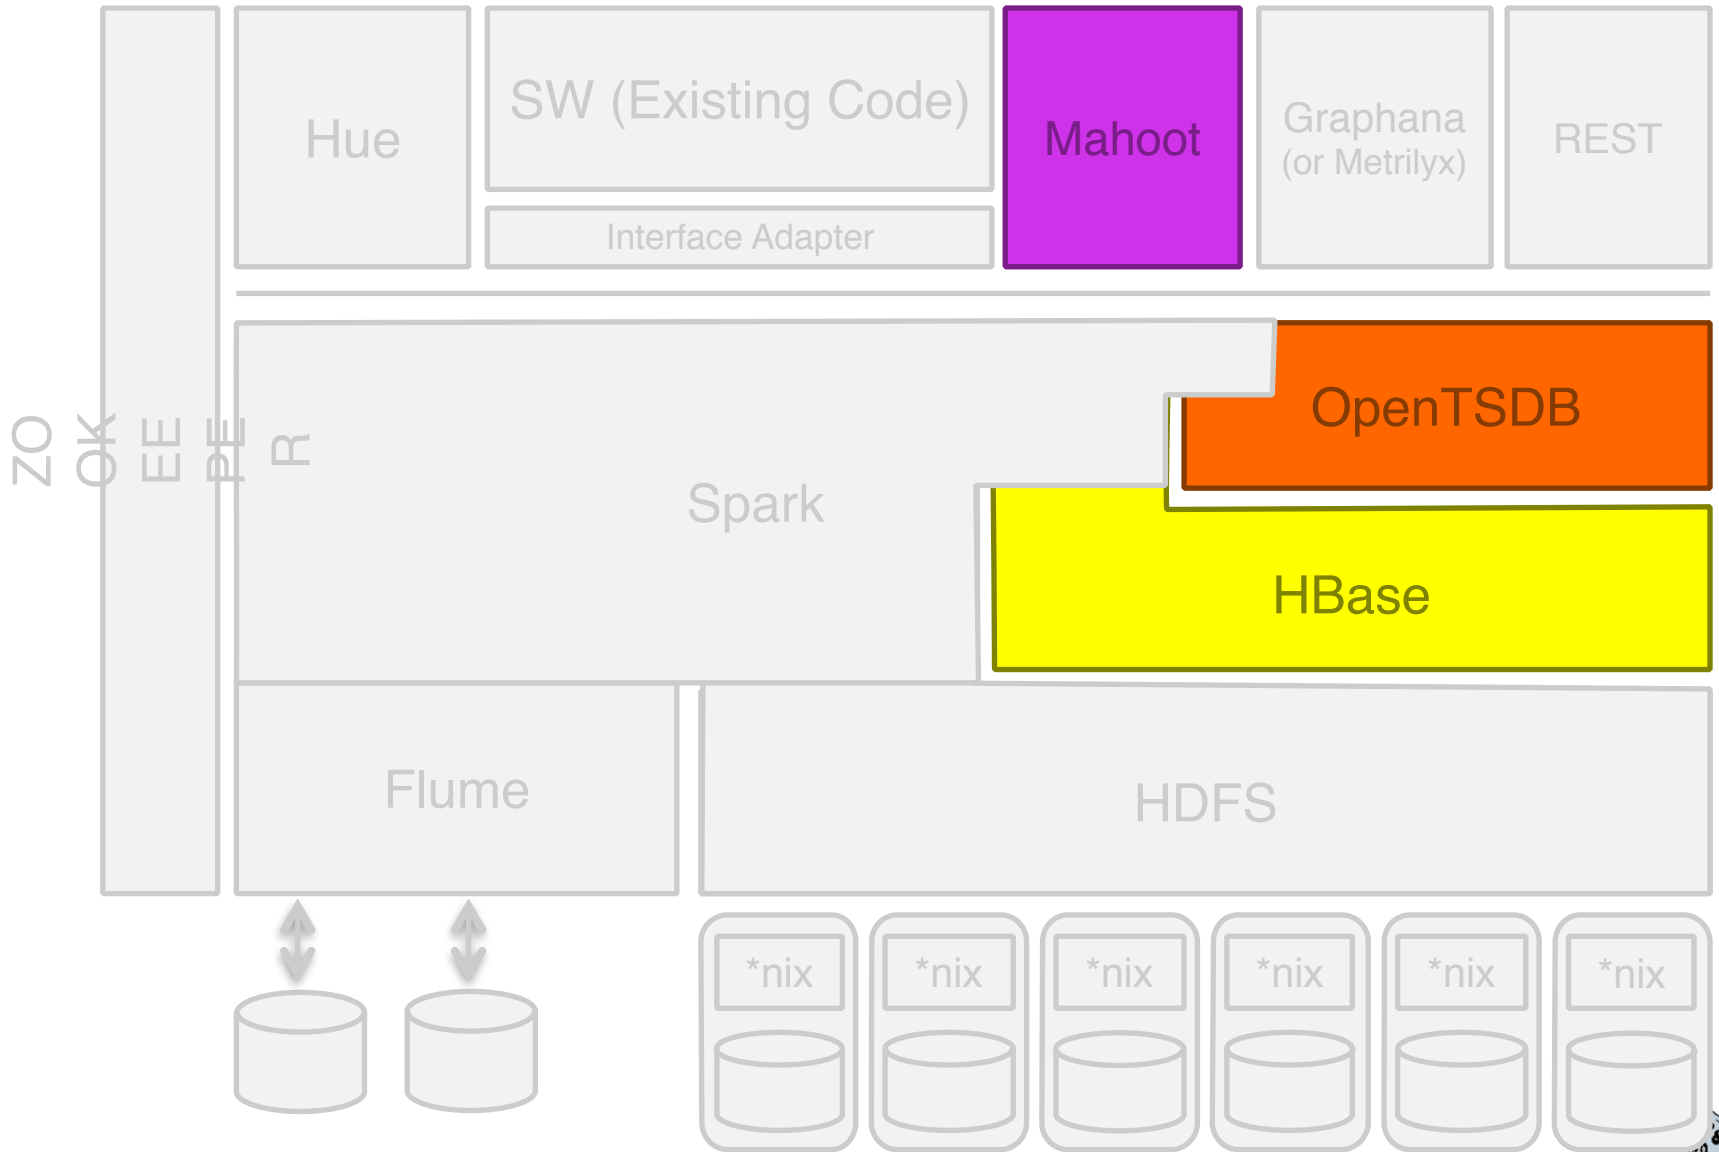 Hue
SW (Existing Code)
Interface Adapter
Mahoot
Graphana
(or Metrilyx)
REST
ZO
OK
EE
PE
R
OpenTSDB
Spark
HBase
Flume
HDFS
*nix
*nix
*nix
*nix
*nix
*nix